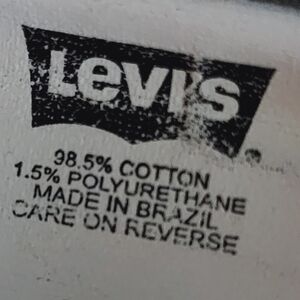 Levi's®
98.5% COTTON
1.5% POLYURETHANE
MADE IN BRAZIL
CARE ON REVERSE